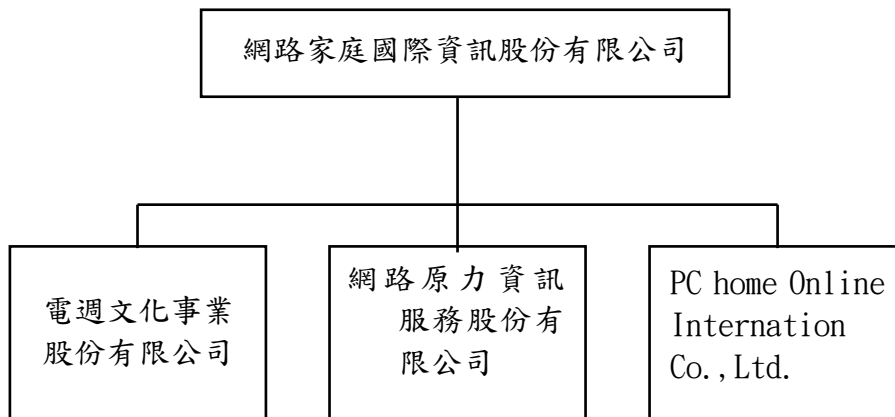 網路家庭國際資訊股份有限公司
電週文化事業
股份有限公司
網路原力資訊
服務股份有
限公司
PC home Online
Internation
Co.,Ltd.